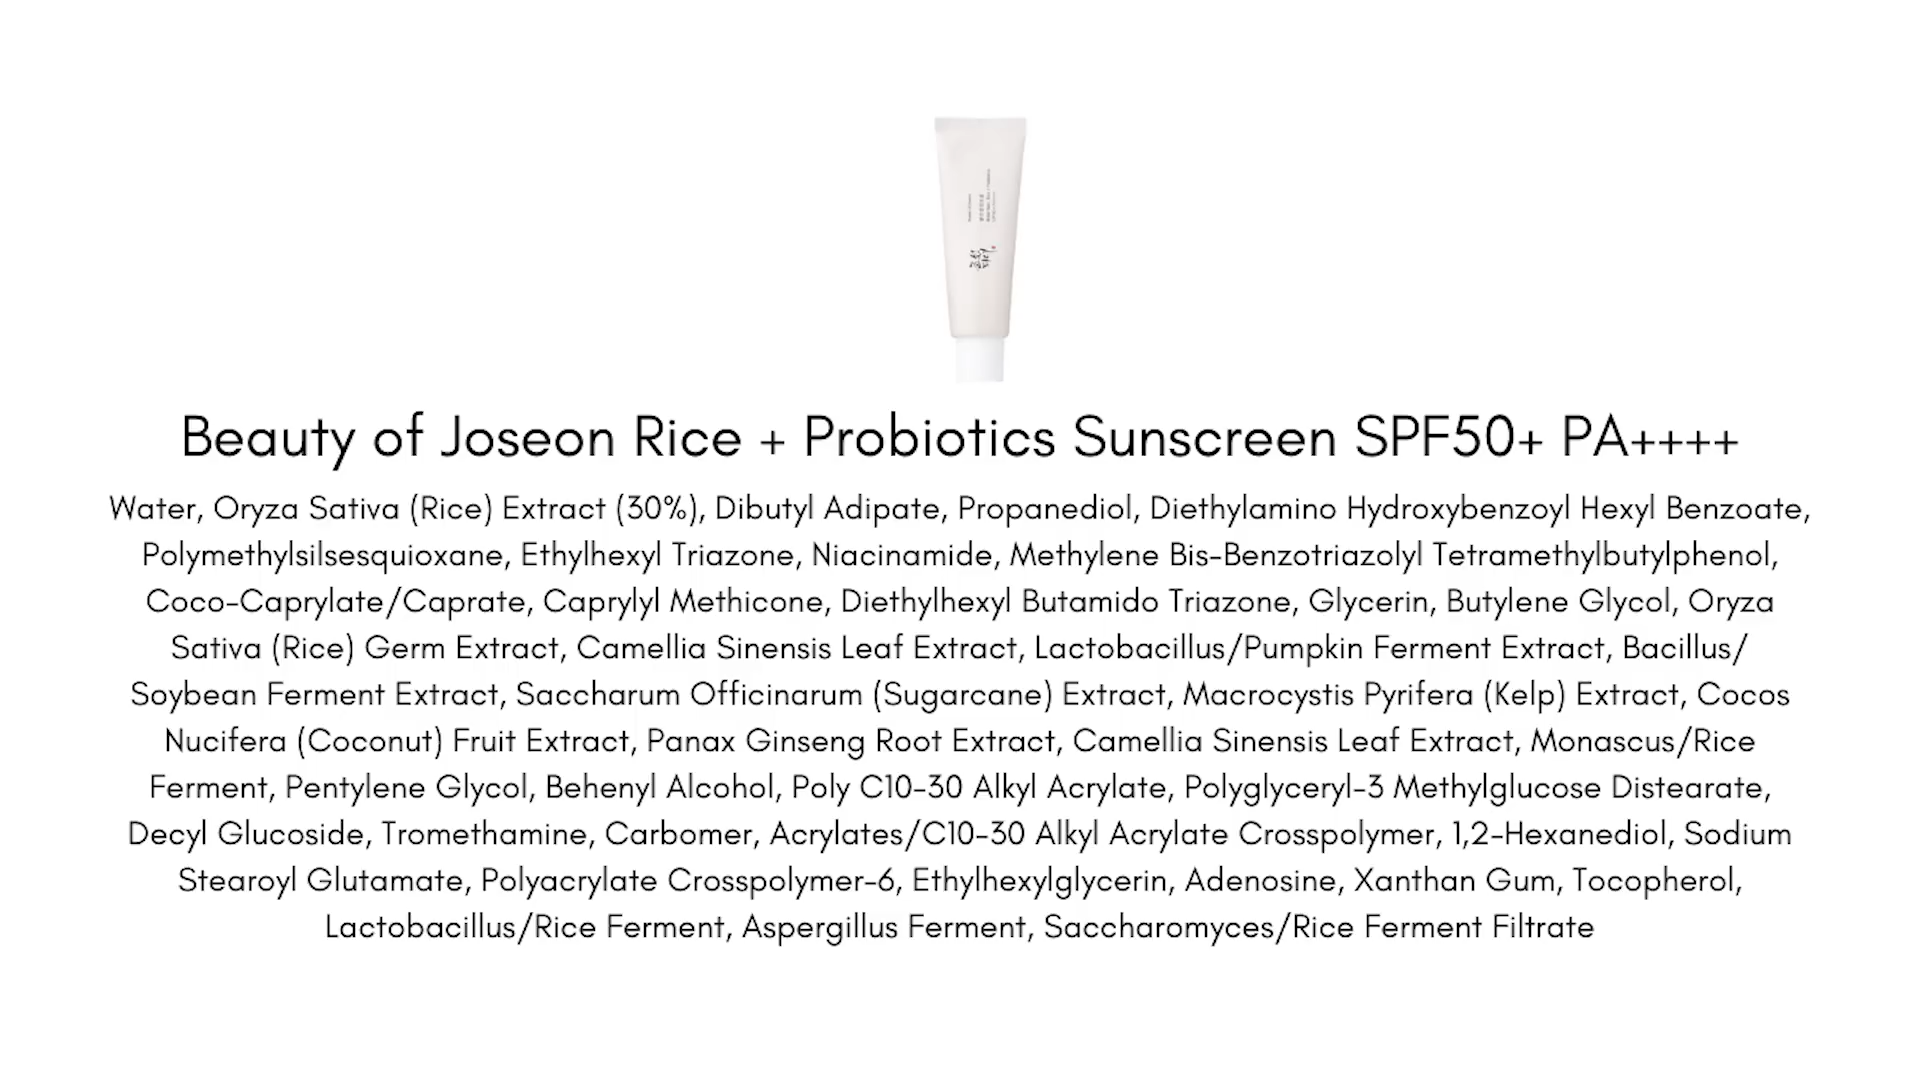 Beauty of Joseon Rice + Probiotics Sunscreen SPF50+ PA++++
Water, Oryza Sativa (Rice) Extract (30%), Dibutyl Adipate, Propanediol, Diethylamino Hydroxybenzoyl Hexyl Benzoate,
Polymethylsilsesquioxane, Ethylhexyl Triazone, Niacinamide, Methylene Bis-Benzotriazolyl Tetramethylbutylphenol,
Coco-Caprylate/Caprate, Caprylyl Methicone, Diethylhexyl Butamido Triazone, Glycerin, Butylene Glycol, Oryza
Sativa (Rice) Germ Extract, Camellia Sinensis Leaf Extract, Lactobacillus/Pumpkin Ferment Extract, Bacillus/
Soybean Ferment Extract, Saccharum Officinarum (Sugarcane) Extract, Macrocystis Pyrifera (Kelp) Extract, Cocos
Nucifera (Coconut) Fruit Extract, Panax Ginseng Root Extract, Camellia Sinensis Leaf Extract, Monascus/Rice
Ferment, Pentylene Glycol, Behenyl Alcohol, Poly C10-30 Alkyl Acrylate, Polyglyceryl-3 Methylglucose Distearate,
Decyl Glucoside, Tromethamine, Carbomer, Acrylates/C10-30 Alkyl Acrylate Crosspolymer, 1,2-Hexanediol, Sodium
Stearoyl Glutamate, Polyacrylate Crosspolymer-6, Ethylhexylglycerin, Adenosine, Xanthan Gum, Tocopherol,
Lactobacillus/Rice Ferment, Aspergillus Ferment, Saccharomyces/Rice Ferment Filtrate